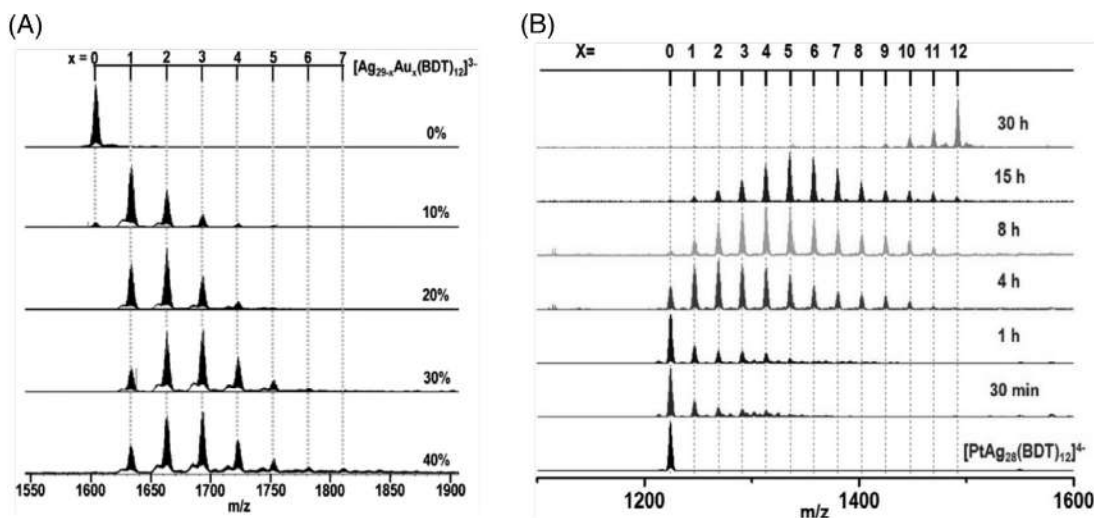 (A)
x = 0 1 2 3 4 5 6 7 [Ag29-xAux(BDT)12]3-
0%
10%
20%
30%
40%
1550 1600 1650 1700 1750 1800 1850 1900
m/z
(B)
X= 0 1 2 3 4 5 6 7 8 9 10 11 12
30 h
15 h
8 h
4 h
1 h
30 min
[PtAg28(BDT)12]4-
1200 1400 1600
m/z